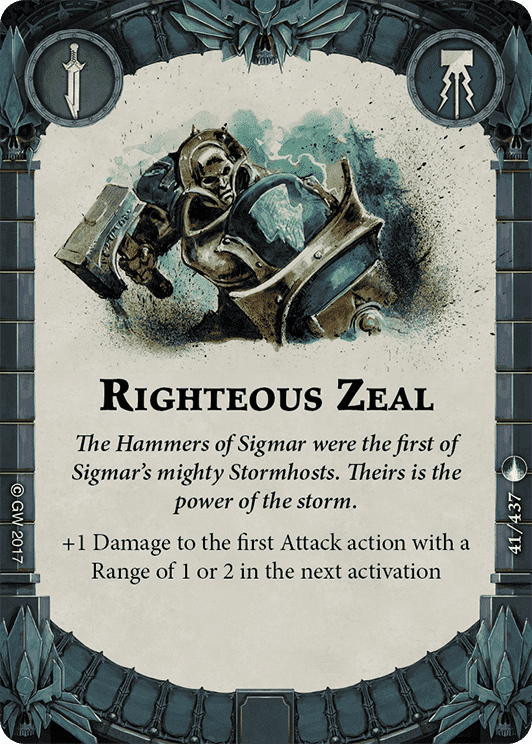 Righteous Zeal
The Hammers of Sigmar were the first of
Sigmar's mighty Stormhosts. Theirs is the
power of the storm.
+1 Damage to the first Attack action with a
Range of 1 or 2 in the next activation
© GW 2017
41/437